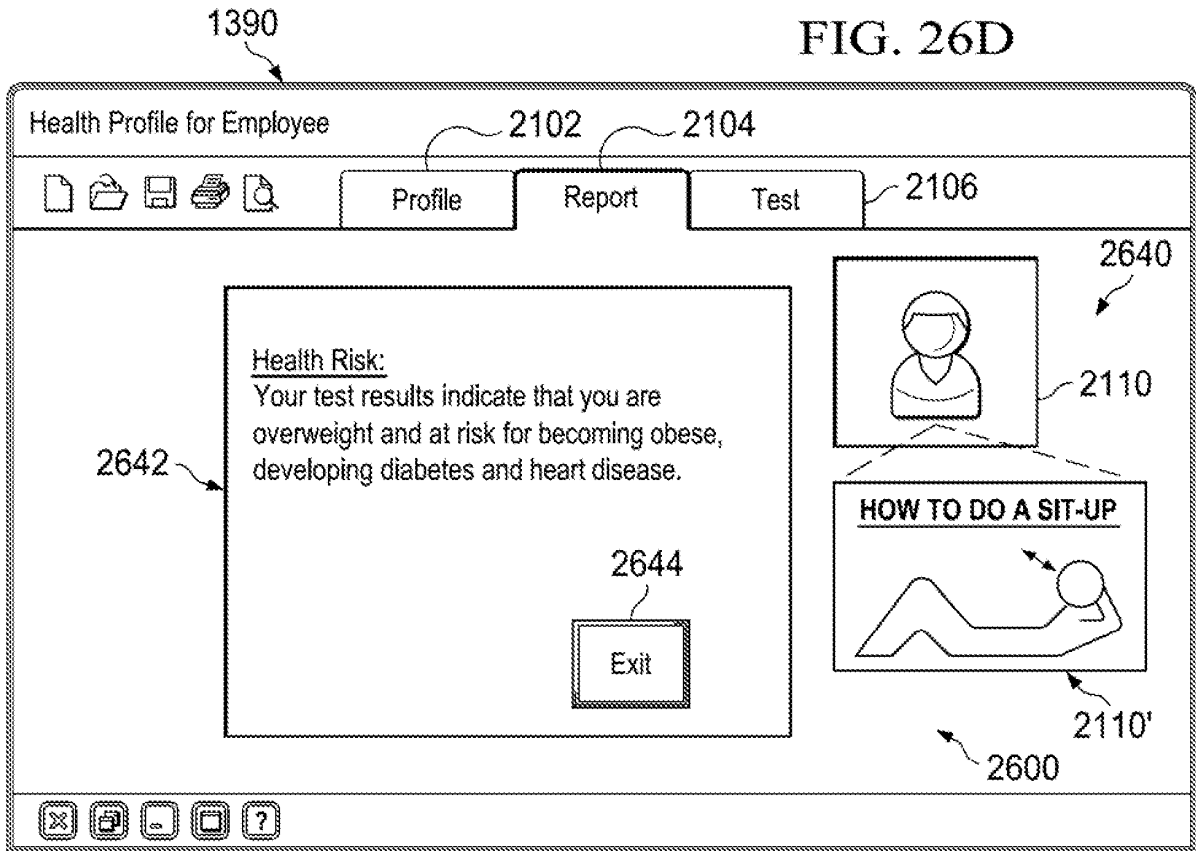 1390
FIG. 26D
Health Profile for Employee
2102
2104
Profile
Report
Test
2106
2640
Health Risk:
Your test results indicate that you are
overweight and at risk for becoming obese,
developing diabetes and heart disease.
2110
2642
HOW TO DO A SIT-UP
2644
Exit
2110'
2600
?